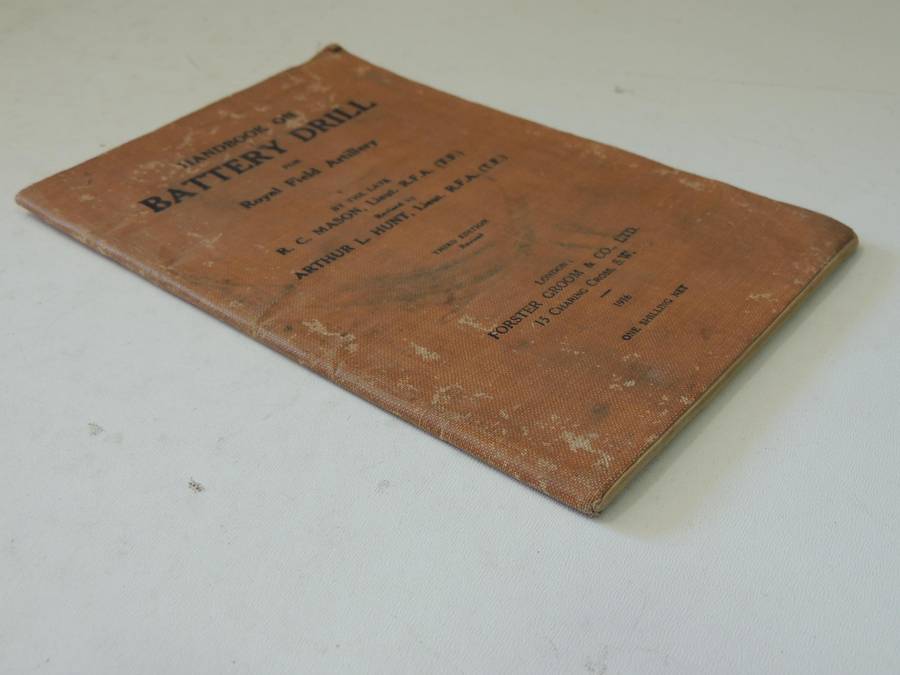 HANDBOOK ON
BATTERY DRILL
FOR
Royal Field Artillery
BY THE LATE
R. C. MASON, Lieut. R.F.A. (T.F.)
Revised by
ARTHUR L. HUNT, Lieut. R.F.A. (T.F.)
THIRD EDITION
Revised
LONDON:
FORSTER GROOM & CO., LTD.
15 CHARING CROSS, S.W.
1916
ONE SHILLING NET